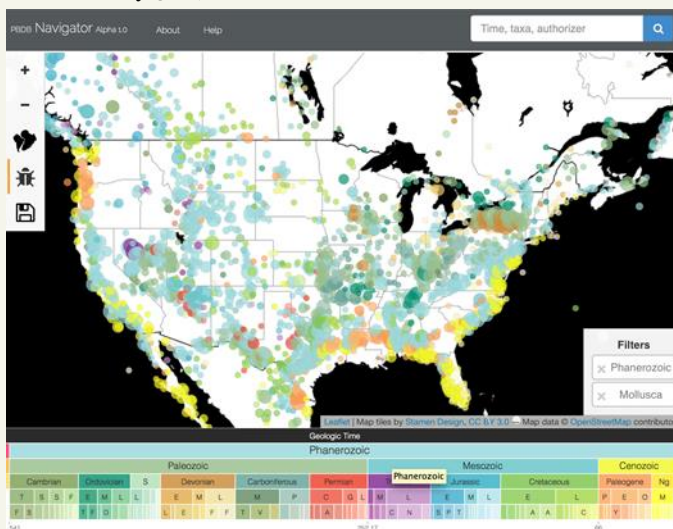 PBDB Navigator Alpha 1.0 About Help Time, taxa, authorizer
Filters
× Phanerozoic
× Mollusca
Leaflet | Map tiles by Stamen Design, CC BY 3.0 — Map data © OpenStreetMap contributo
Geologic Time
Phanerozoic
Paleozoic Mesozoic Cenozoic
Cambrian Ordovician S Devonian Carboniferous Permian Phanerozoic Jurassic Cretaceous Paleogene Ng
T S S F E M L L E M L M P C G L M L E M L E L P E O M
F S T F D L E F F T V A C N S P T A A C
541 66